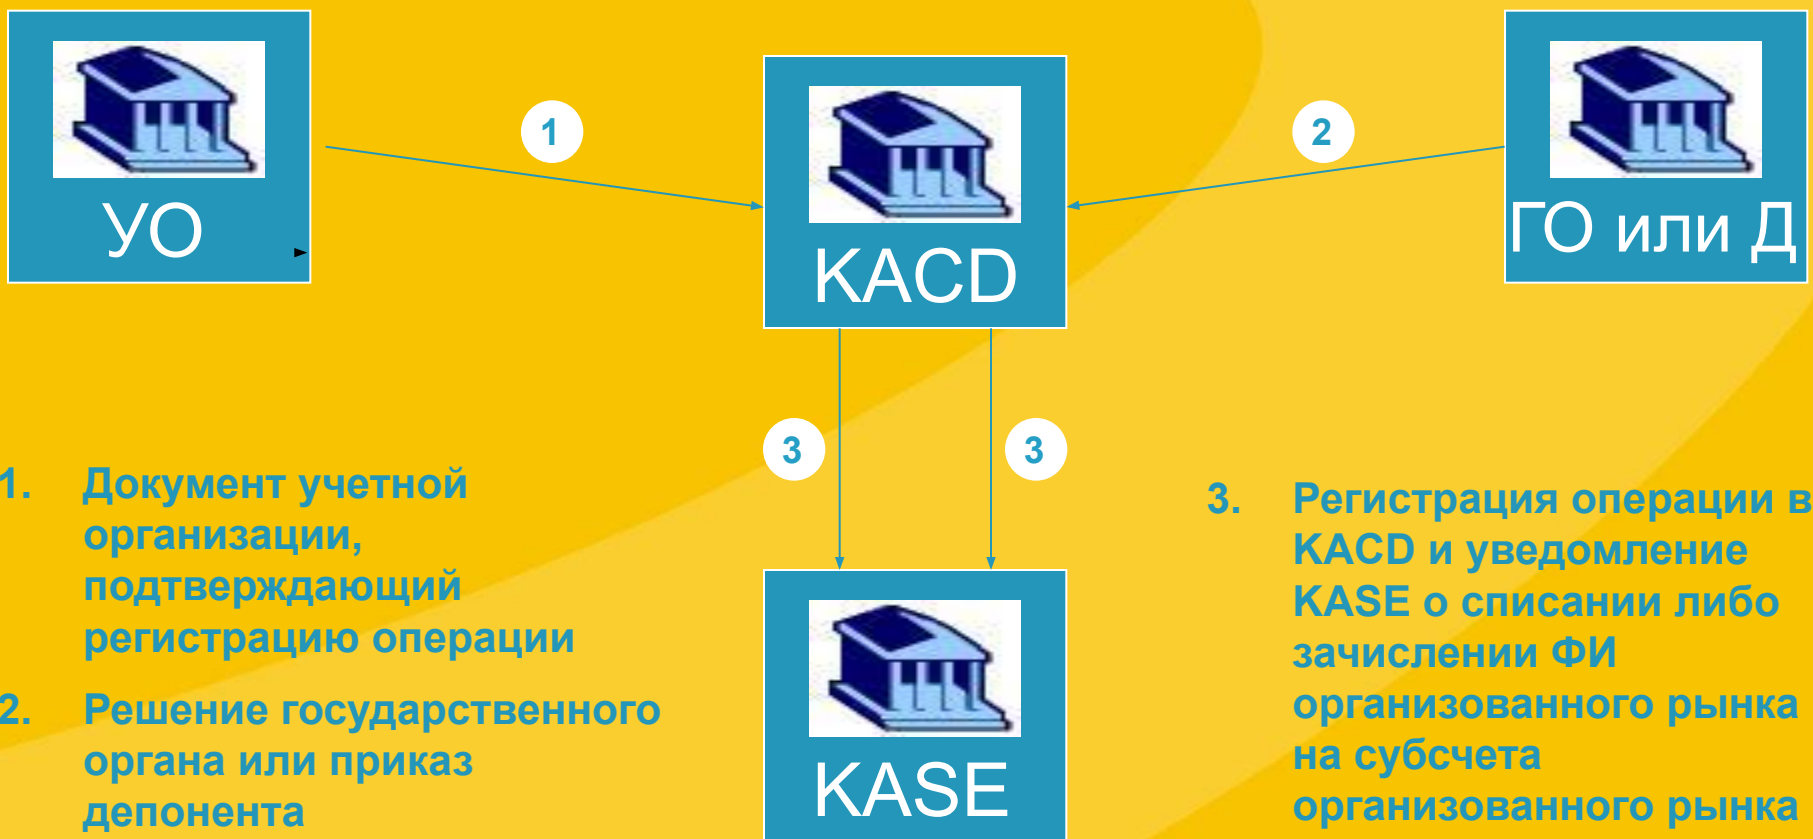 УО
1
KACD
2
ГО или Д
3
3
1. Документ учетной
организации,
подтверждающий
регистрацию операции
2. Решение государственного
органа или приказ
депонента
KASE
3. Регистрация операции в
KACD и уведомление
KASE о списании либо
зачислении ФИ
организованного рынка
на субсчета
организованного рынка